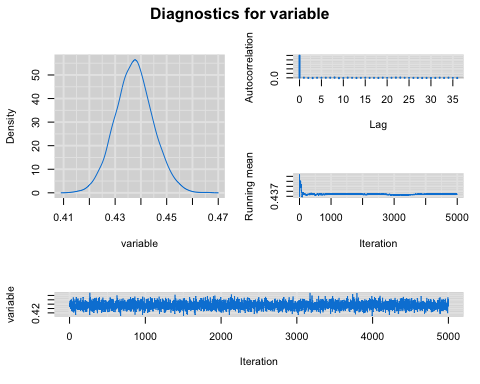 Diagnostics for variable
Density
0 10 20 30 40 50
0.41 0.43 0.45 0.47
variable
Autocorrelation
0.0
0 5 10 15 20 25 30 35
Lag
Running mean
0.437
0 1000 3000 5000
Iteration
variable
0.42
0 1000 2000 3000 4000 5000
Iteration